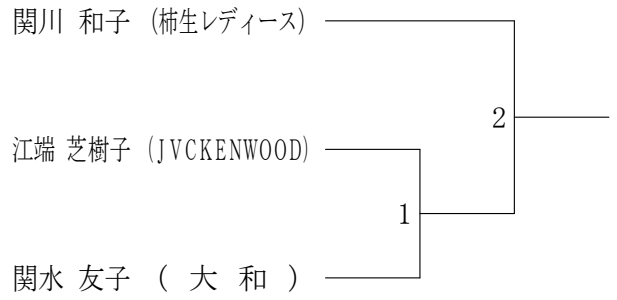 関川 和子 (柿生レディース)
2
江端 芝樹子 (JVCKENWOOD)
1
関水 友子 ( 大 和 )